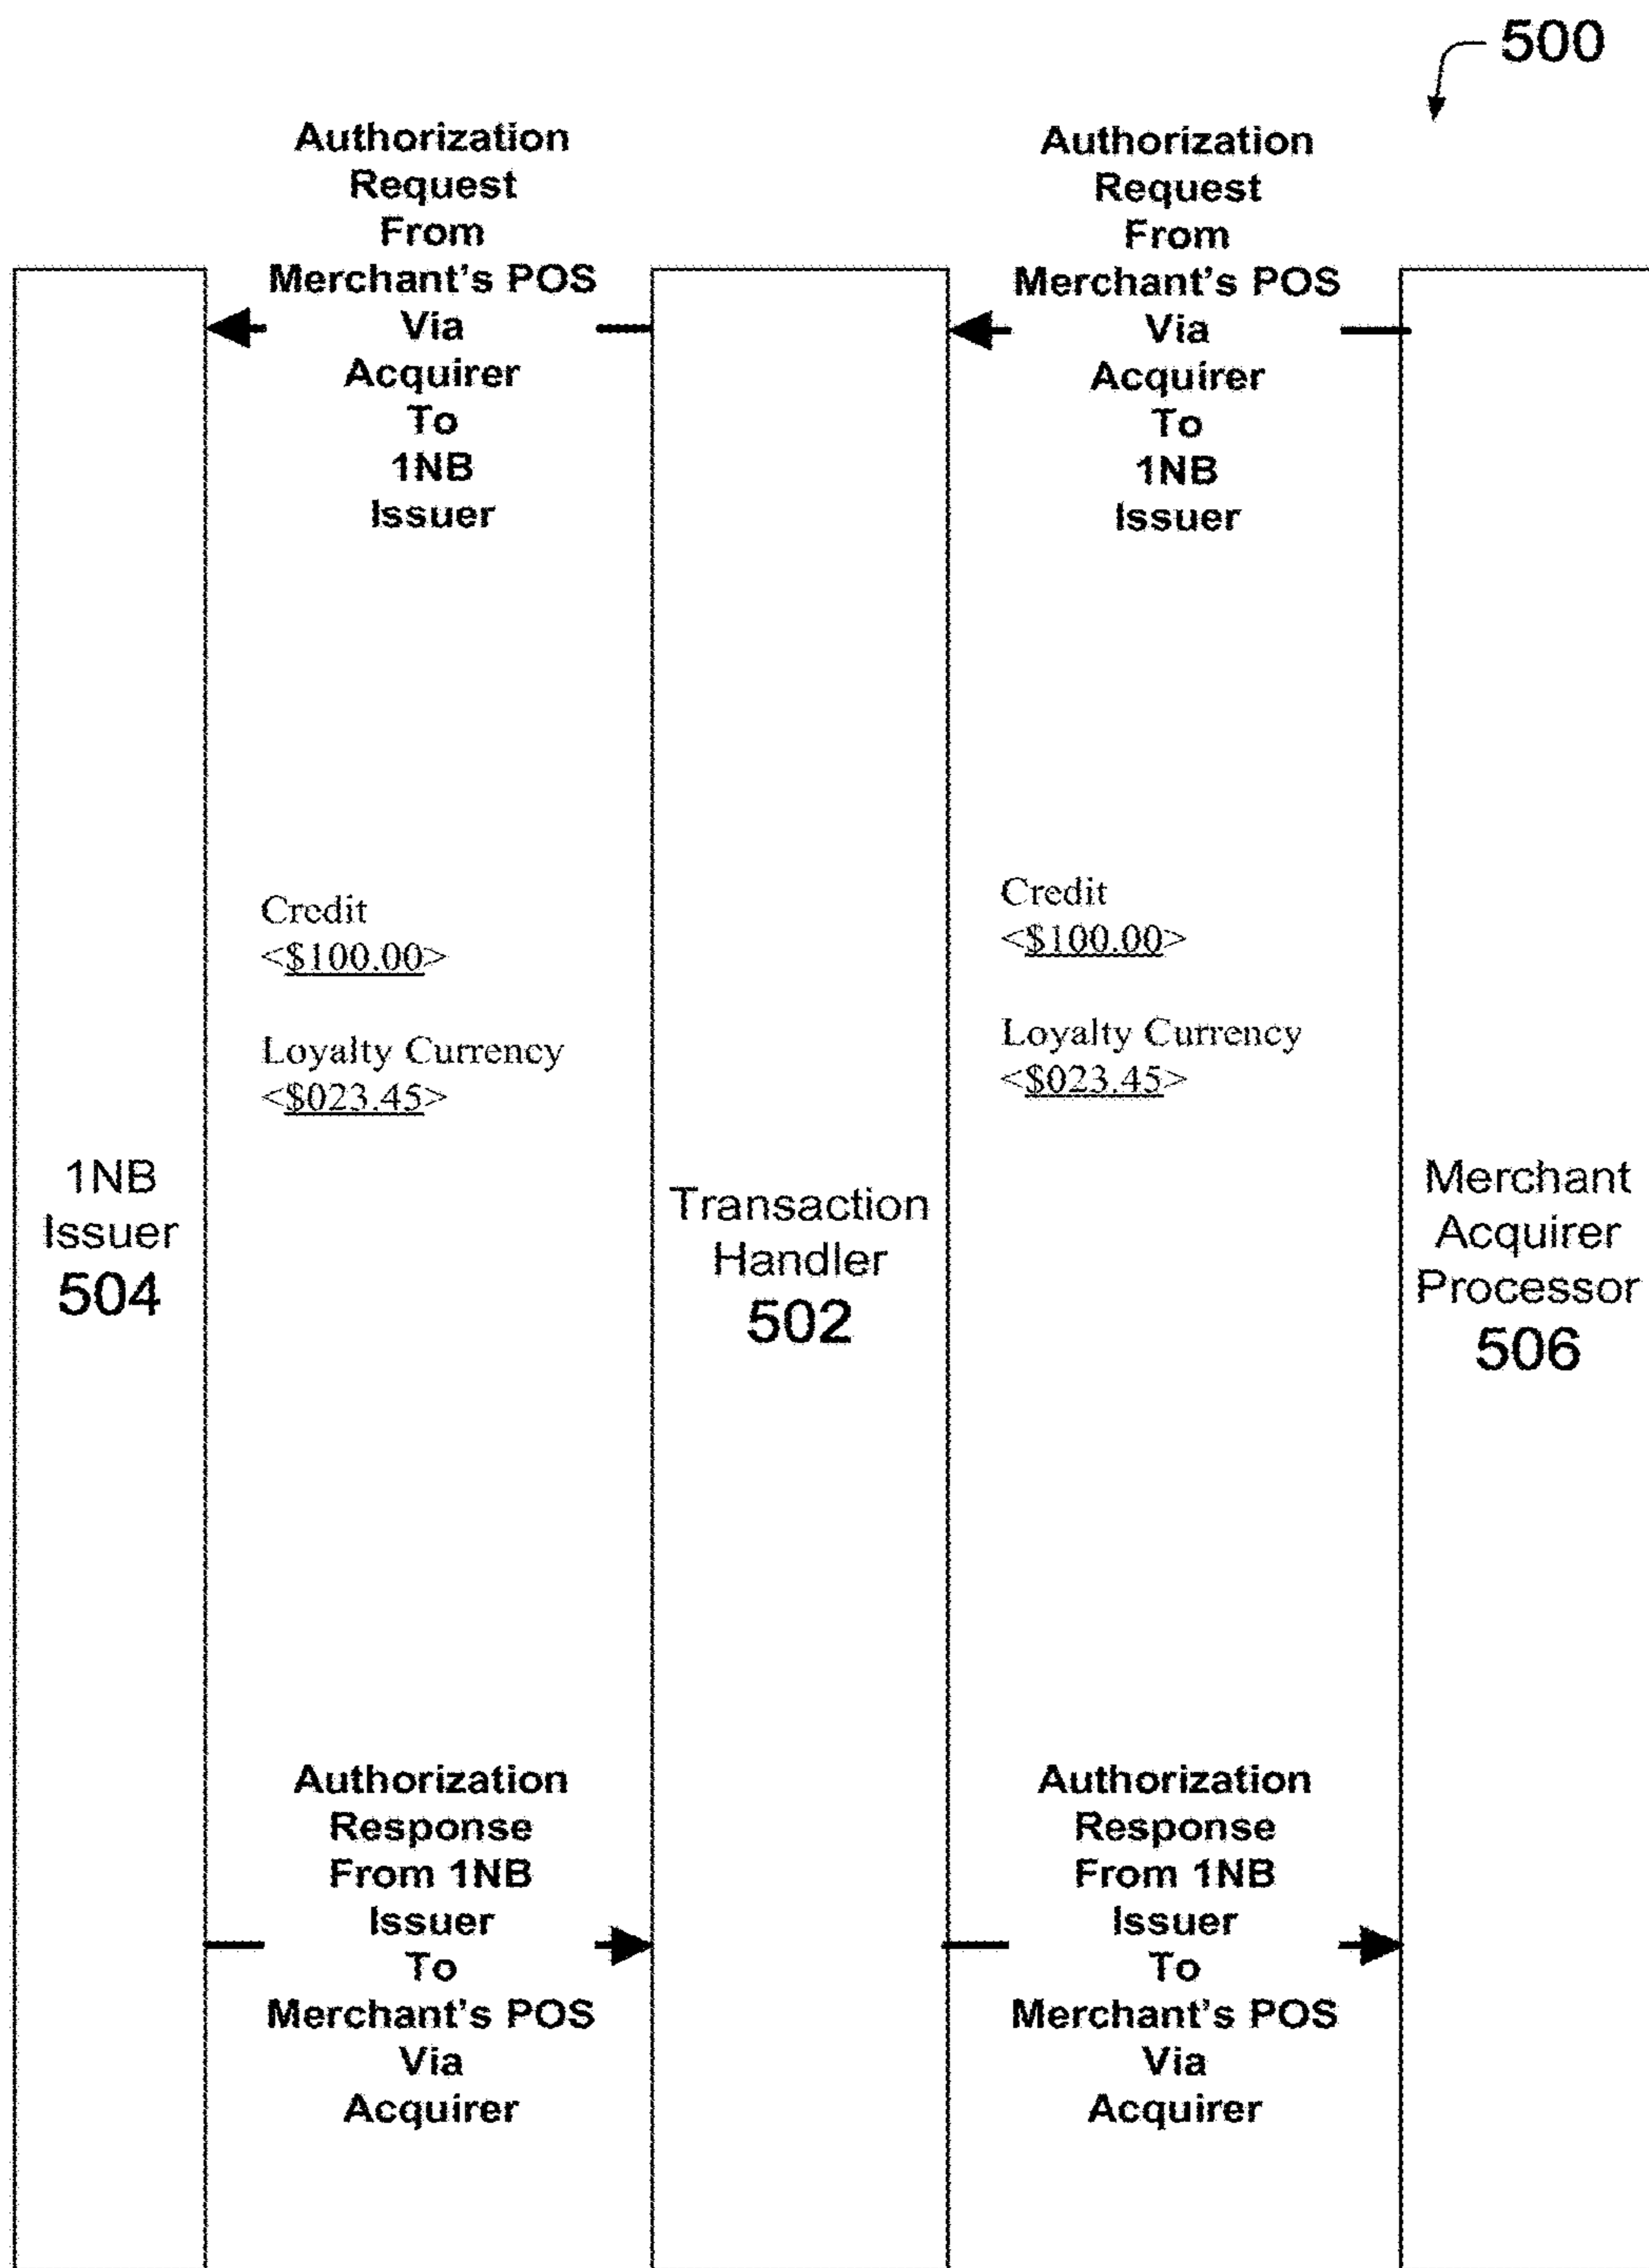 500
Authorization
Request
From
Merchant's POS
Via
Acquirer
To
1NB
Issuer
Authorization
Request
From
Merchant's POS
Via
Acquirer
To
1NB
Issuer
Credit
<$100.00>
Loyalty Currency
<$023.45>
Credit
<$100.00>
Loyalty Currency
<$023.45>
1NB
Issuer
504
Transaction
Handler
502
Merchant
Acquirer
Processor
506
Authorization
Response
From 1NB
Issuer
To
Merchant's POS
Via
Acquirer
Authorization
Response
From 1NB
Issuer
To
Merchant's POS
Via
Acquirer